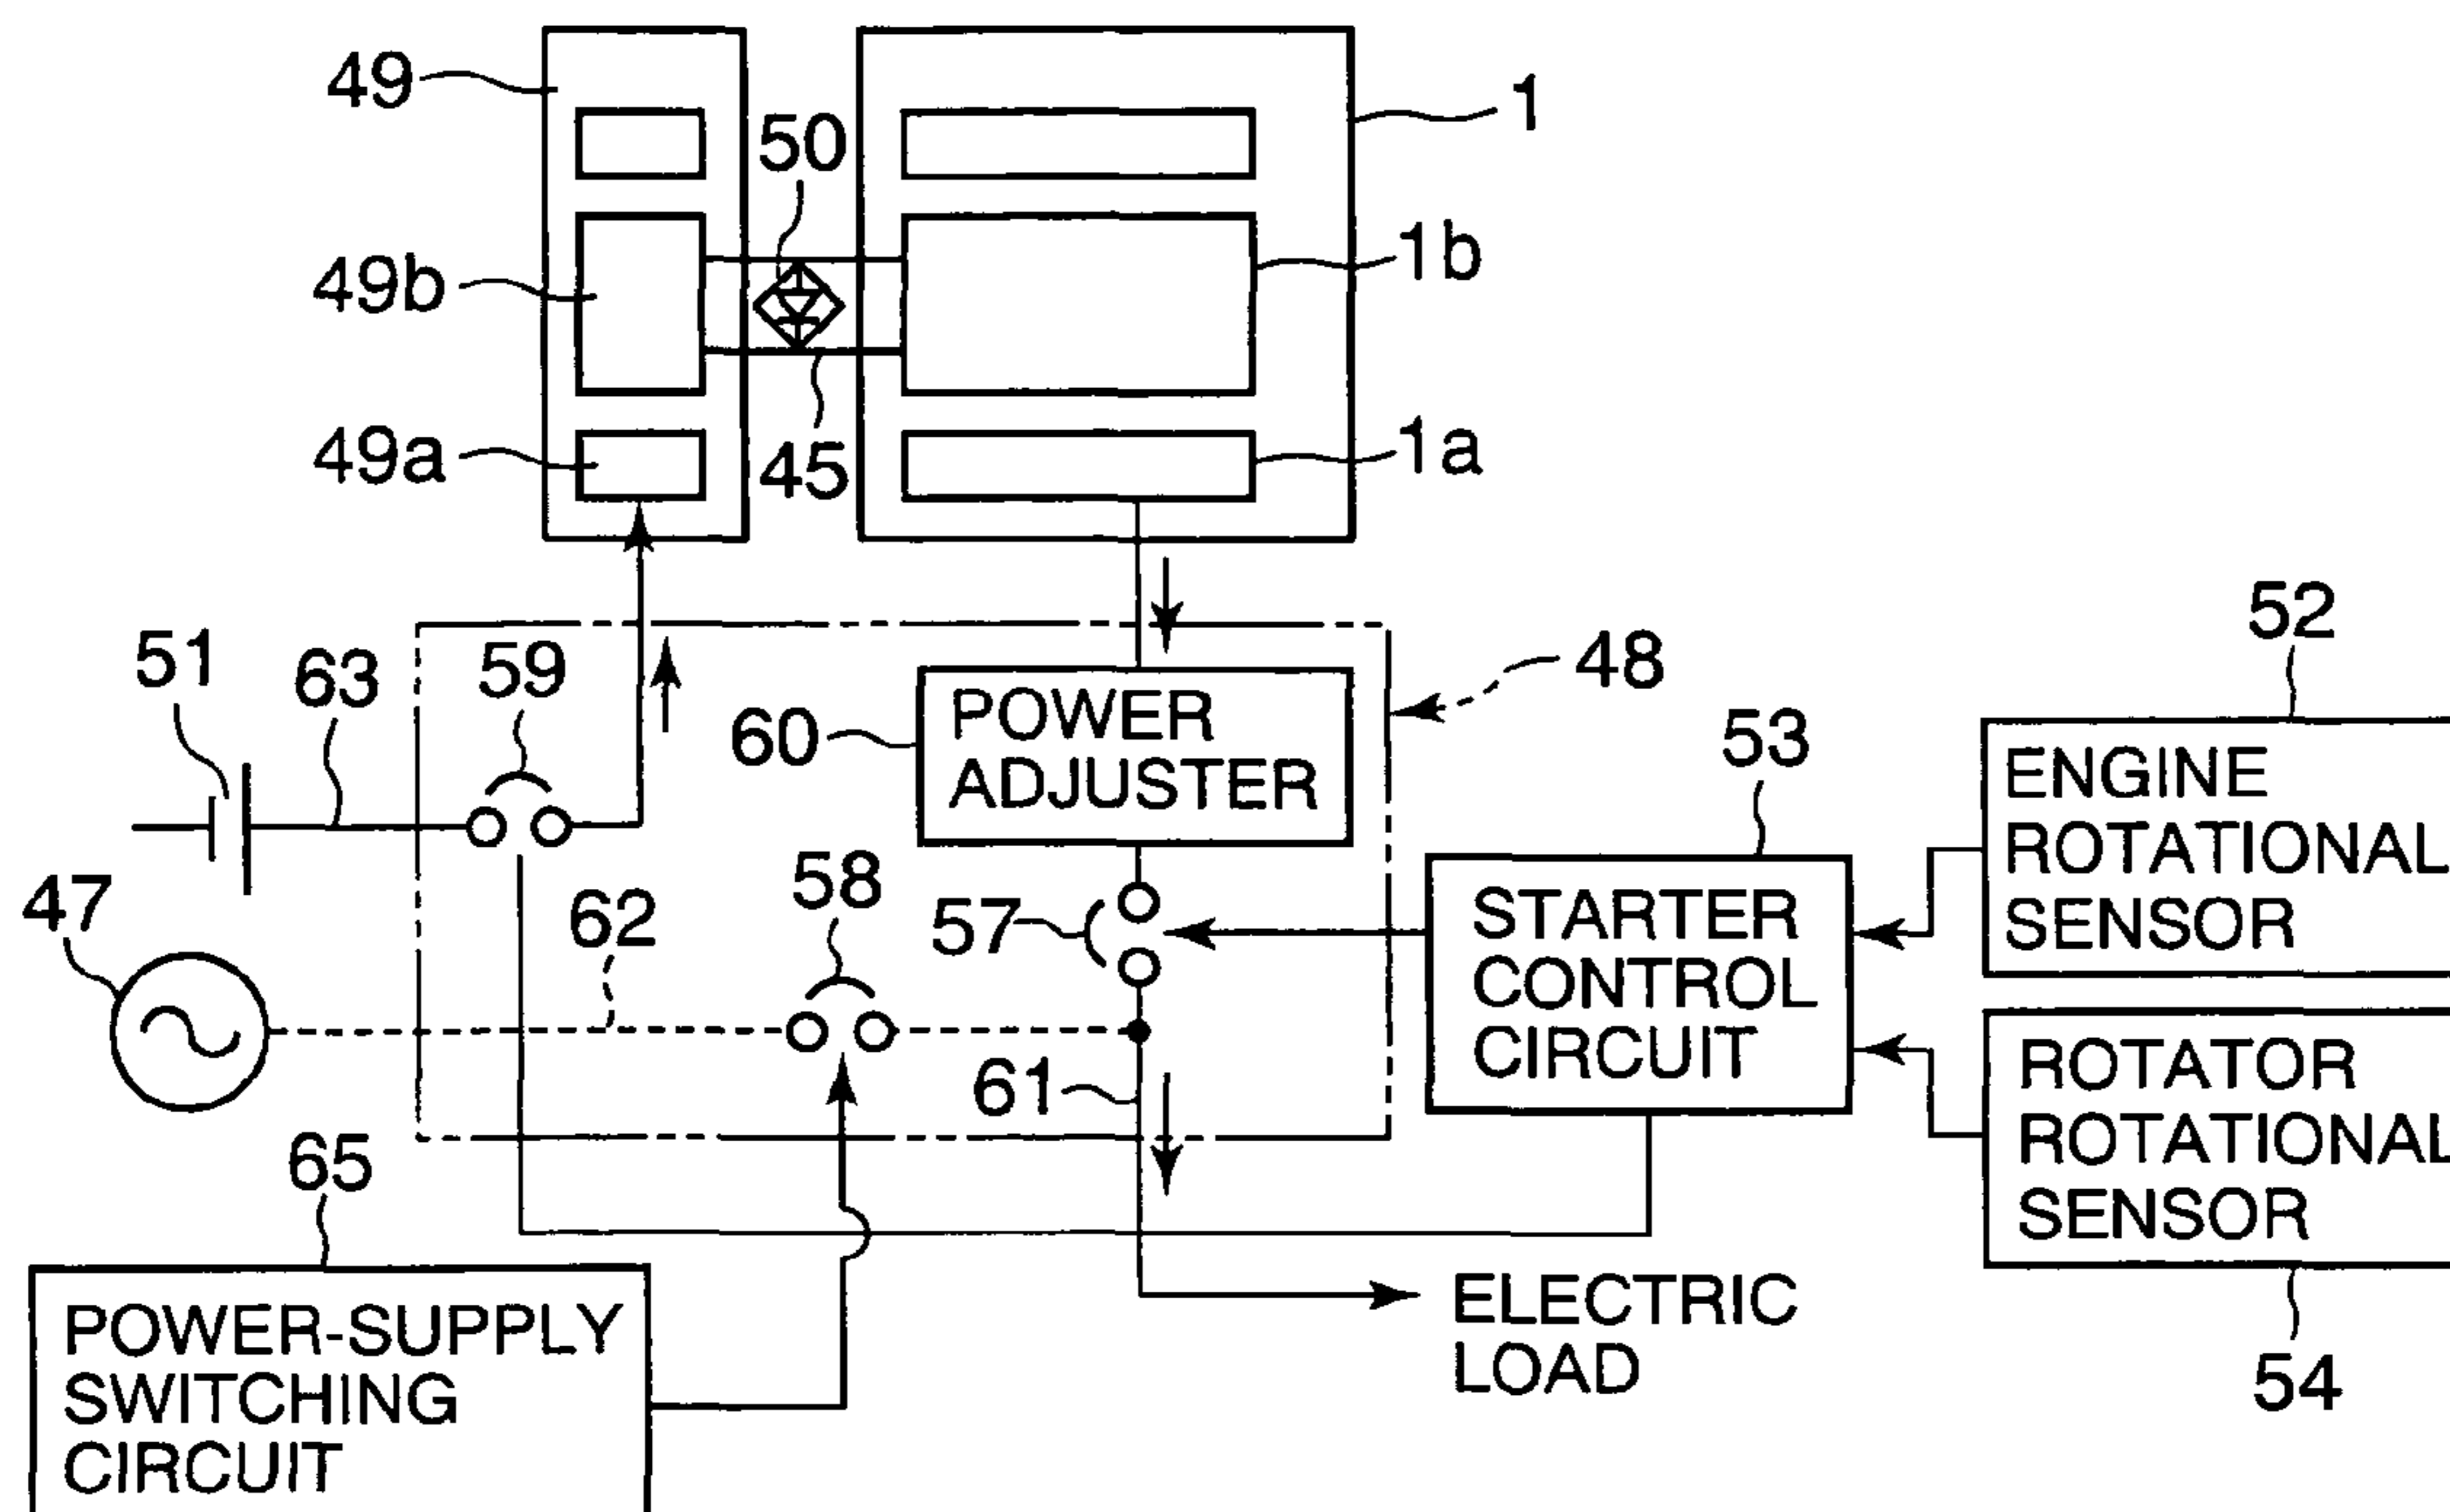 49
50
1
49b
1b
49a
45
1a
52
51
63
59
48
60
POWER
ADJUSTER
53
ENGINE
ROTATIONAL
SENSOR
47
62
58
57
STARTER
CONTROL
CIRCUIT
61
ROTATOR
ROTATIONAL
SENSOR
65
ELECTRIC
LOAD
54
POWER-SUPPLY
SWITCHING
CIRCUIT